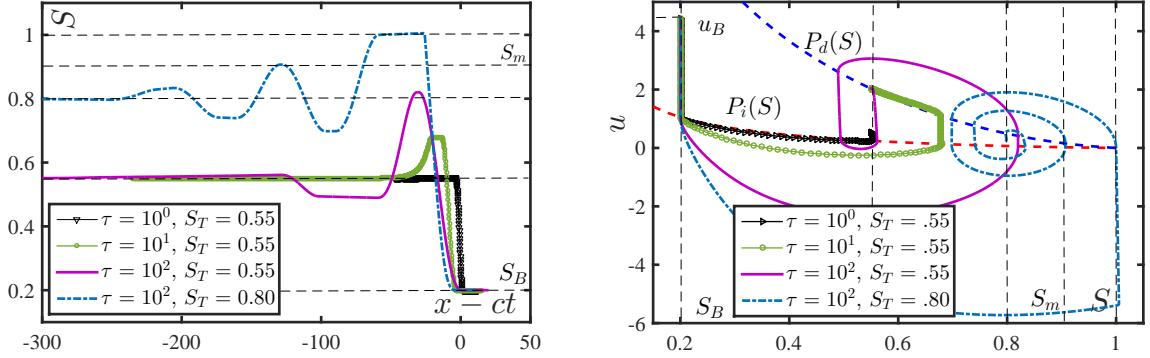 S
1
0.8
0.6
0.4
0.2
S_m
S_B
τ = 10^0, S_T = 0.55
τ = 10^1, S_T = 0.55
τ = 10^2, S_T = 0.55
τ = 10^2, S_T = 0.80
x − ct
-300
-200
-100
0
50
u
4
2
0
-2
-4
-6
u_B
P_d(S)
P_i(S)
τ = 10^0, S_T = .55
τ = 10^1, S_T = .55
τ = 10^2, S_T = .55
τ = 10^2, S_T = .80
S_B
S_m
S
0.2
0.4
0.6
0.8
1